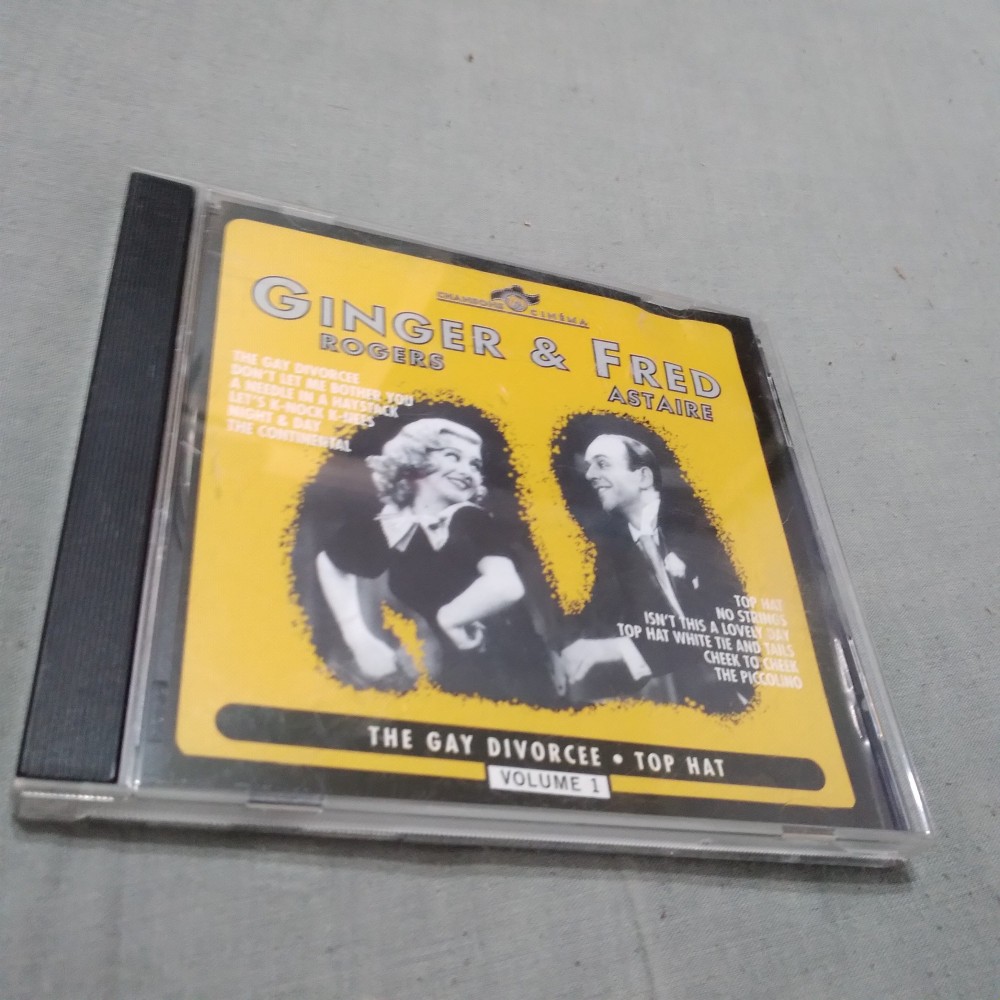 CHAMBORD CINÉMA
GINGER & FRED
ROGERS
ASTAIRE
THE GAY DIVORCEE
DON'T LET ME BOTHER YOU
A NEEDLE IN A HAYSTACK
LET'S K-NOCK K-NEES
NIGHT & DAY
THE CONTINENTAL
TOP HAT
NO STRINGS
ISN'T THIS A LOVELY DAY
TOP HAT WHITE TIE AND TAILS
CHEEK TO CHEEK
THE PICCOLINO
THE GAY DIVORCEE • TOP HAT
VOLUME 1